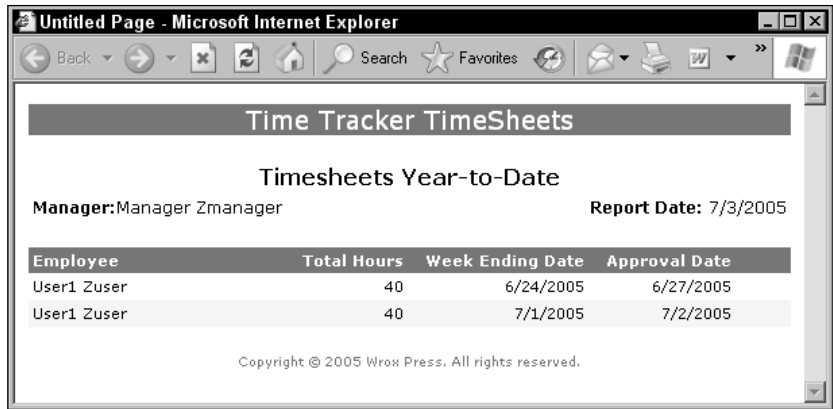 Untitled Page - Microsoft Internet Explorer
Back Search Favorites »
Time Tracker TimeSheets
Timesheets Year-to-Date
Manager:Manager Zmanager Report Date: 7/3/2005
Employee Total Hours Week Ending Date Approval Date
User1 Zuser 40 6/24/2005 6/27/2005
User1 Zuser 40 7/1/2005 7/2/2005
Copyright © 2005 Wrox Press. All rights reserved.